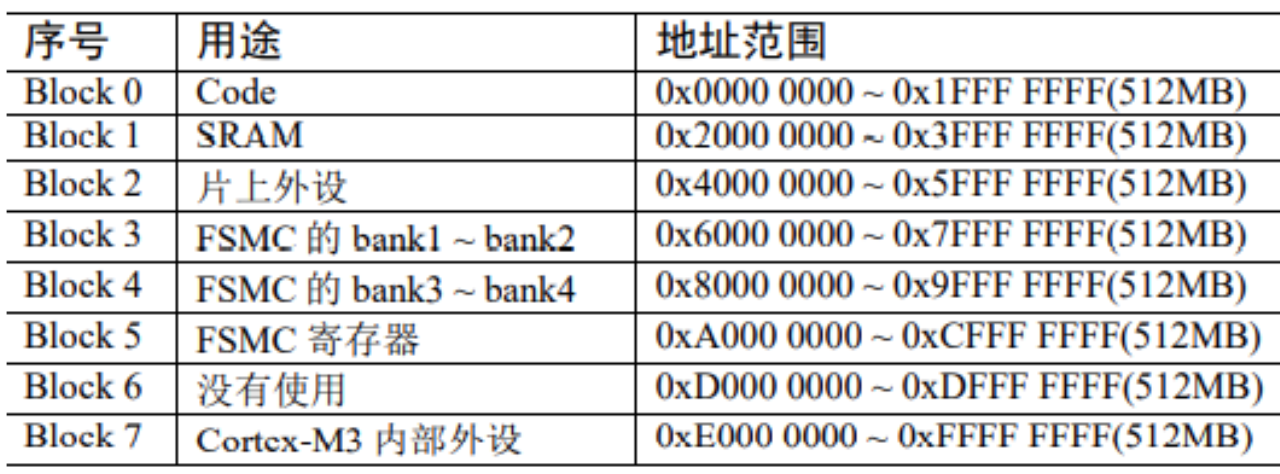 序号 用途 地址范围
Block 0 Code 0x0000 0000 ~ 0x1FFF FFFF(512MB)
Block 1 SRAM 0x2000 0000 ~ 0x3FFF FFFF(512MB)
Block 2 片上外设 0x4000 0000 ~ 0x5FFF FFFF(512MB)
Block 3 FSMC 的 bank1 ~ bank2 0x6000 0000 ~ 0x7FFF FFFF(512MB)
Block 4 FSMC 的 bank3 ~ bank4 0x8000 0000 ~ 0x9FFF FFFF(512MB)
Block 5 FSMC 寄存器 0xA000 0000 ~ 0xCFFF FFFF(512MB)
Block 6 没有使用 0xD000 0000 ~ 0xDFFF FFFF(512MB)
Block 7 Cortex-M3 内部外设 0xE000 0000 ~ 0xFFFF FFFF(512MB)